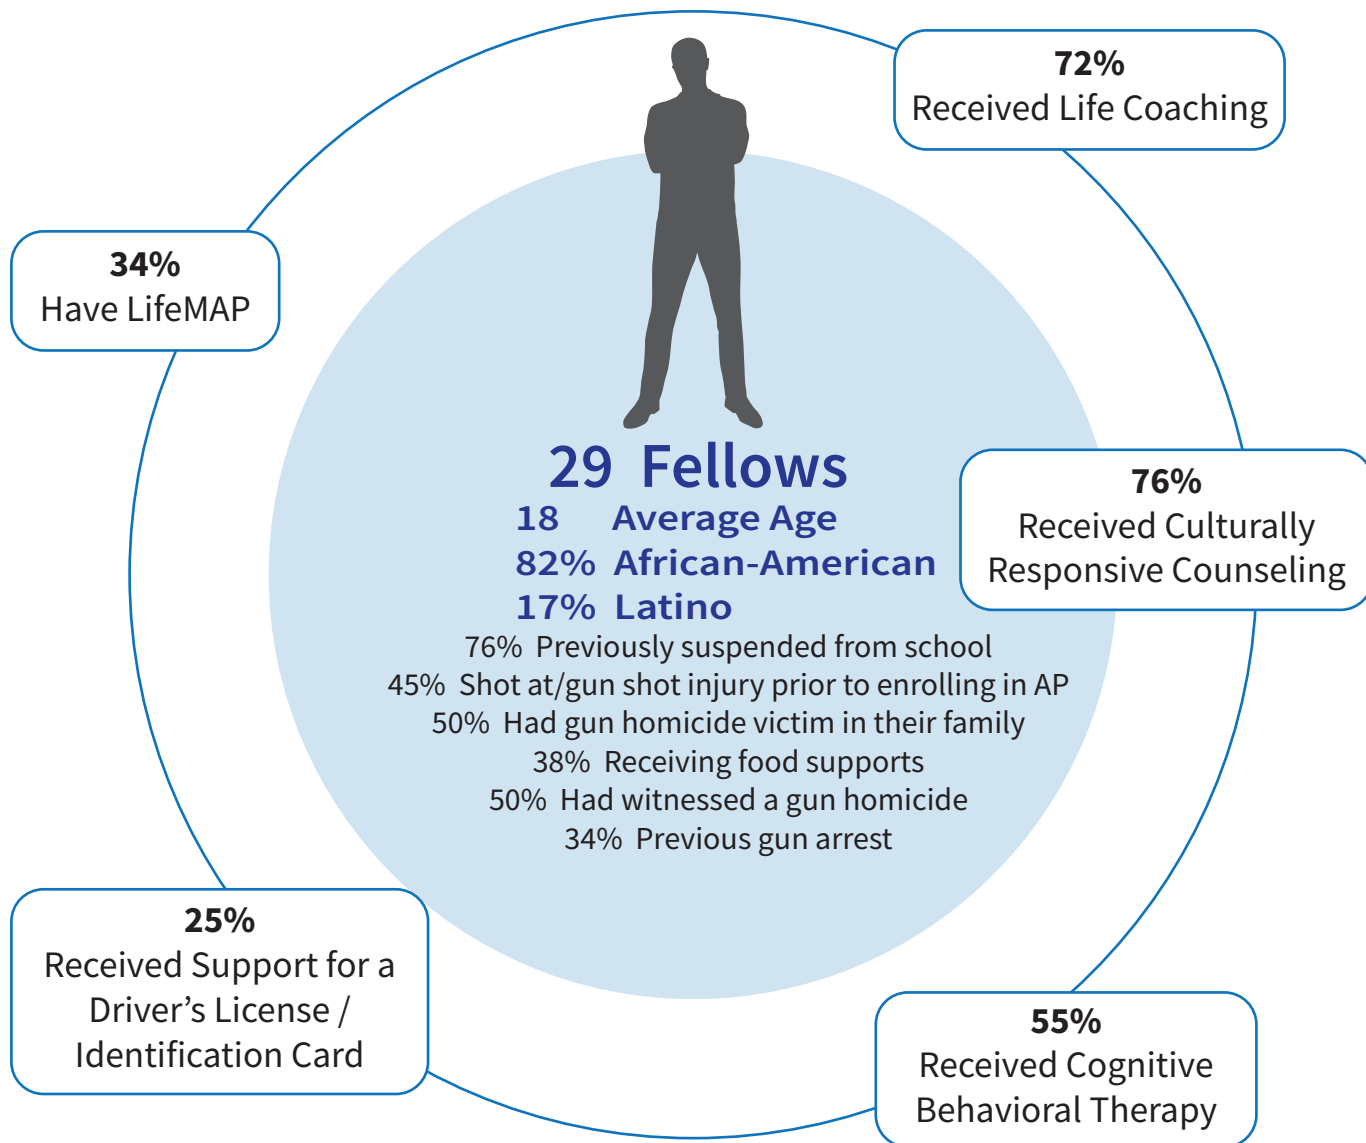 72%
Received Life Coaching
34%
Have LifeMAP
29 Fellows
18 Average Age
82% African-American
17% Latino
76% Previously suspended from school
45% Shot at/gun shot injury prior to enrolling in AP
50% Had gun homicide victim in their family
38% Receiving food supports
50% Had witnessed a gun homicide
34% Previous gun arrest
76%
Received Culturally
Responsive Counseling
25%
Received Support for a
Driver’s License /
Identification Card
55%
Received Cognitive
Behavioral Therapy